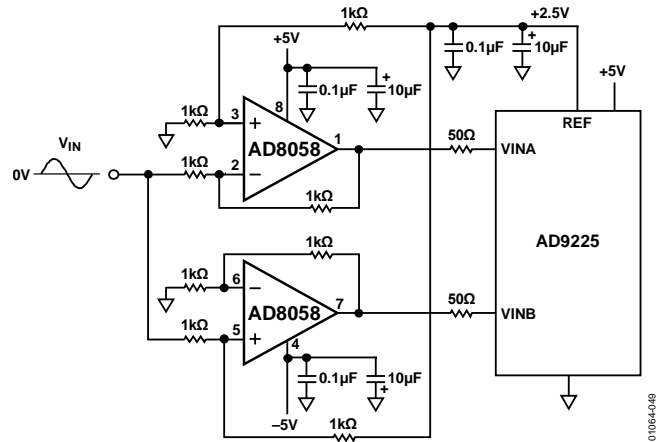 1kΩ
+2.5V
+5V
0.1µF
+
10µF
+5V
0.1µF
+
10µF
8
REF
1kΩ
3
+
VIN
1kΩ
2
–
AD8058
1
50Ω
VINA
0V
1kΩ
AD9225
1kΩ
1kΩ
6
–
AD8058
7
50Ω
VINB
1kΩ
5
+
4
0.1µF
10µF
+
–5V
1kΩ
01064-049